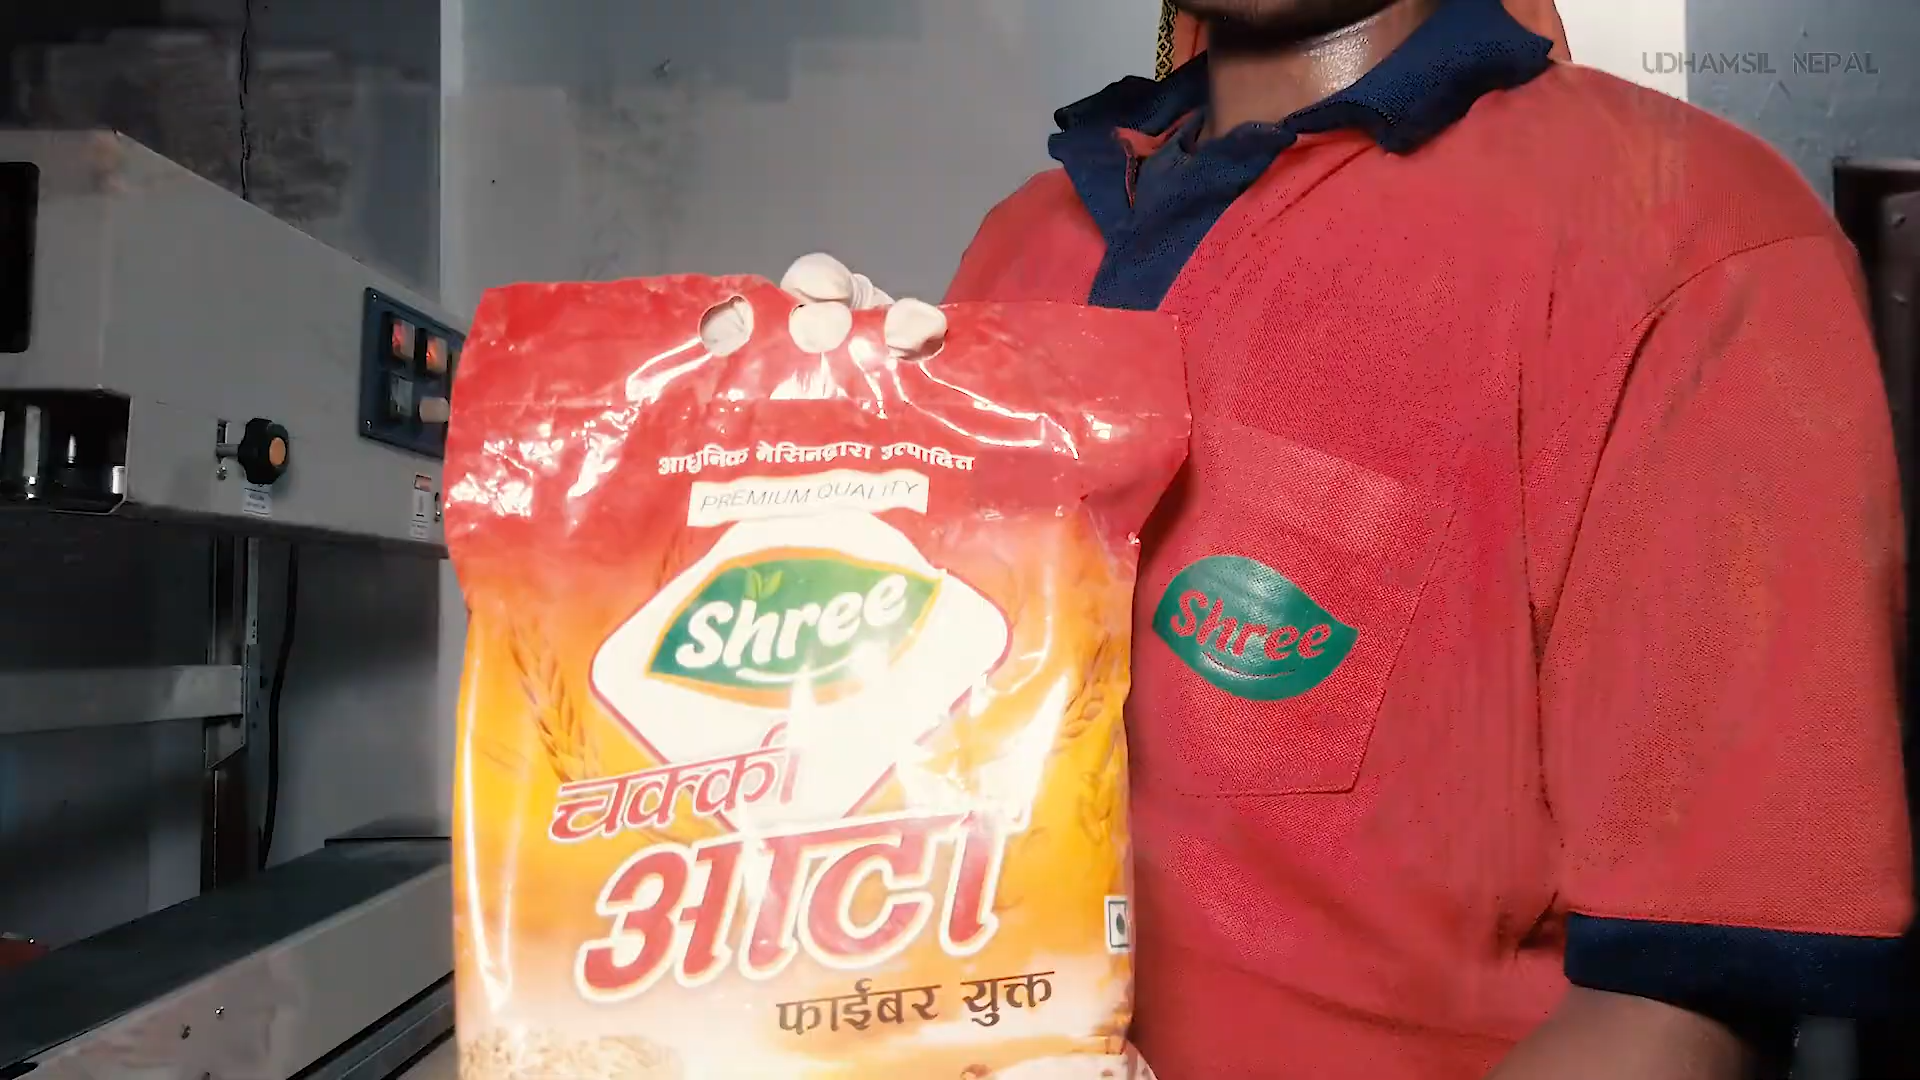 UDHAMSIL NEPAL
आधुनिक मेसिनद्वारा उत्पादित
PREMIUM QUALITY
Shree
चक्की
आटा
फाईबर युक्त
Shree